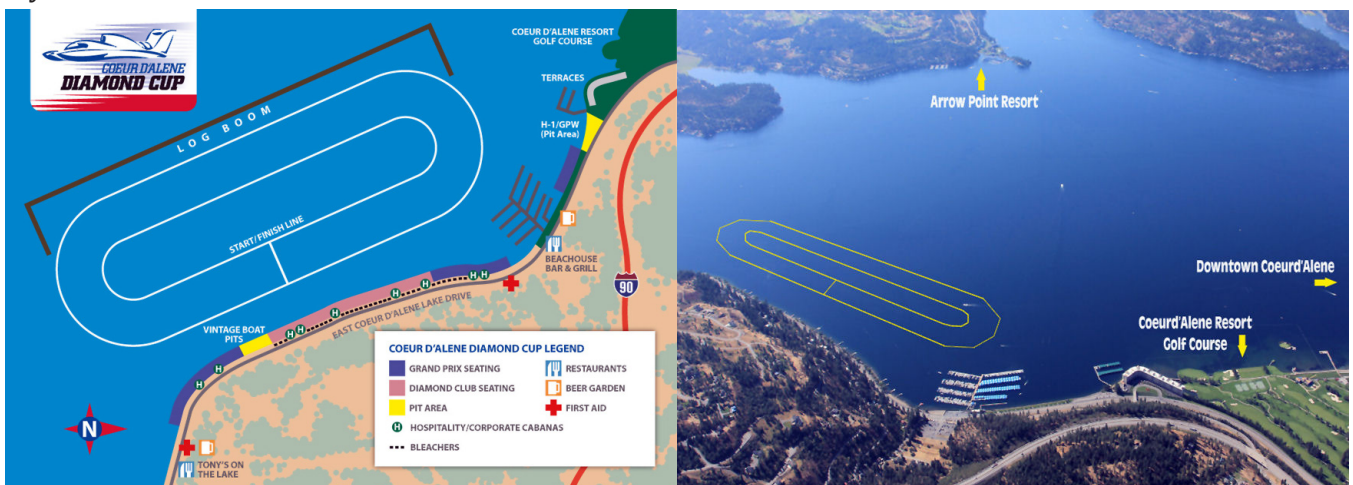 COEUR D'ALENE
DIAMOND CUP
COEUR D'ALENE RESORT
GOLF COURSE
TERRACES
H-1/GPW
(Pit Area)
LOG BOOM
START/FINISH LINE
BEACHOUSE
BAR & GRILL
90
EAST COEUR D'ALENE LAKE DRIVE
VINTAGE BOAT
PITS
H
H
H
H
H
H
H
H
H
N
TONY'S ON
THE LAKE
COEUR D'ALENE DIAMOND CUP LEGEND
GRAND PRIX SEATING
RESTAURANTS
DIAMOND CLUB SEATING
BEER GARDEN
PIT AREA
FIRST AID
H HOSPITALITY/CORPORATE CABANAS
BLEACHERS
Arrow Point Resort
Downtown Coeurd'Alene
Coeurd'Alene Resort
Golf Course